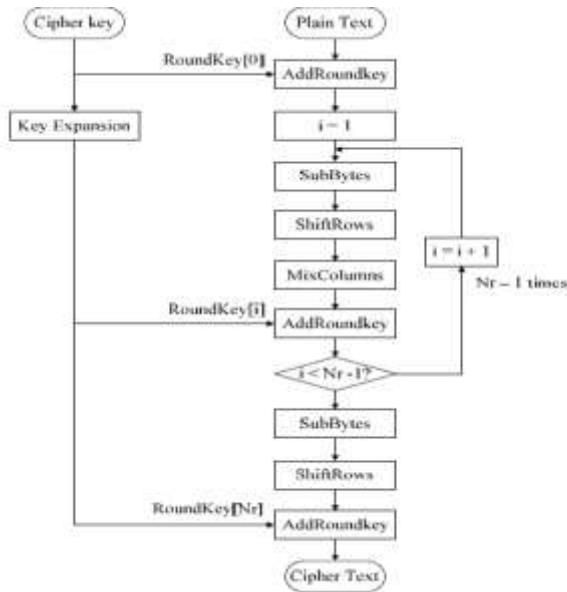 Cipher key
Plain Text
RoundKey[0]
AddRoundkey
Key Expansion
i = 1
SubBytes
ShiftRows
i = i + 1
MixColumns
Nr – 1 times
RoundKey[i]
AddRoundkey
i < Nr -1?
SubBytes
ShiftRows
RoundKey[Nr]
AddRoundkey
Cipher Text